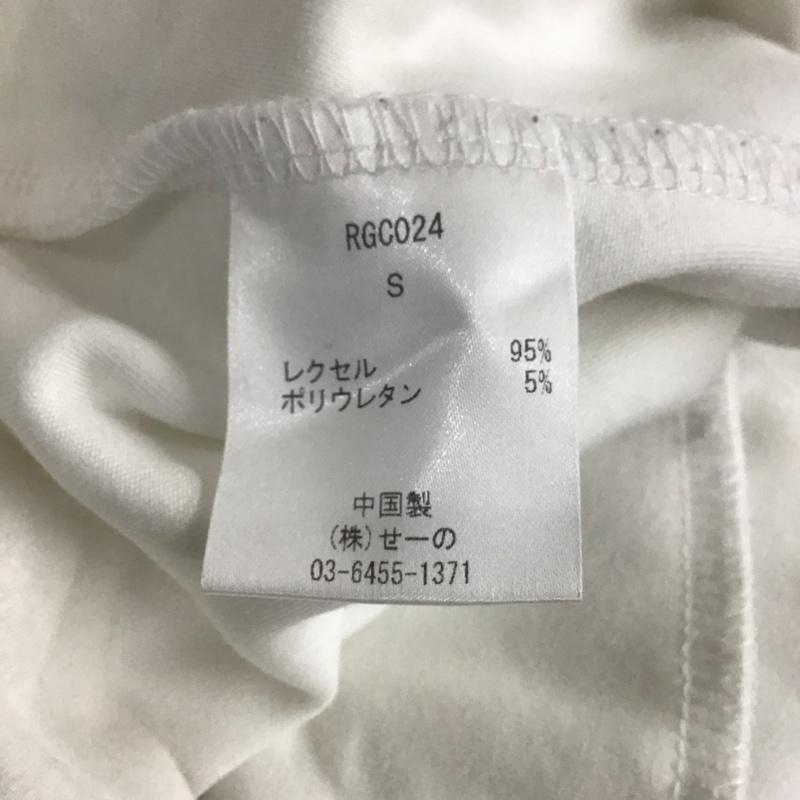 RGC024
S
レクセル 95%
ポリウレタン 5%
中国製
(株)せーの
03-6455-1371